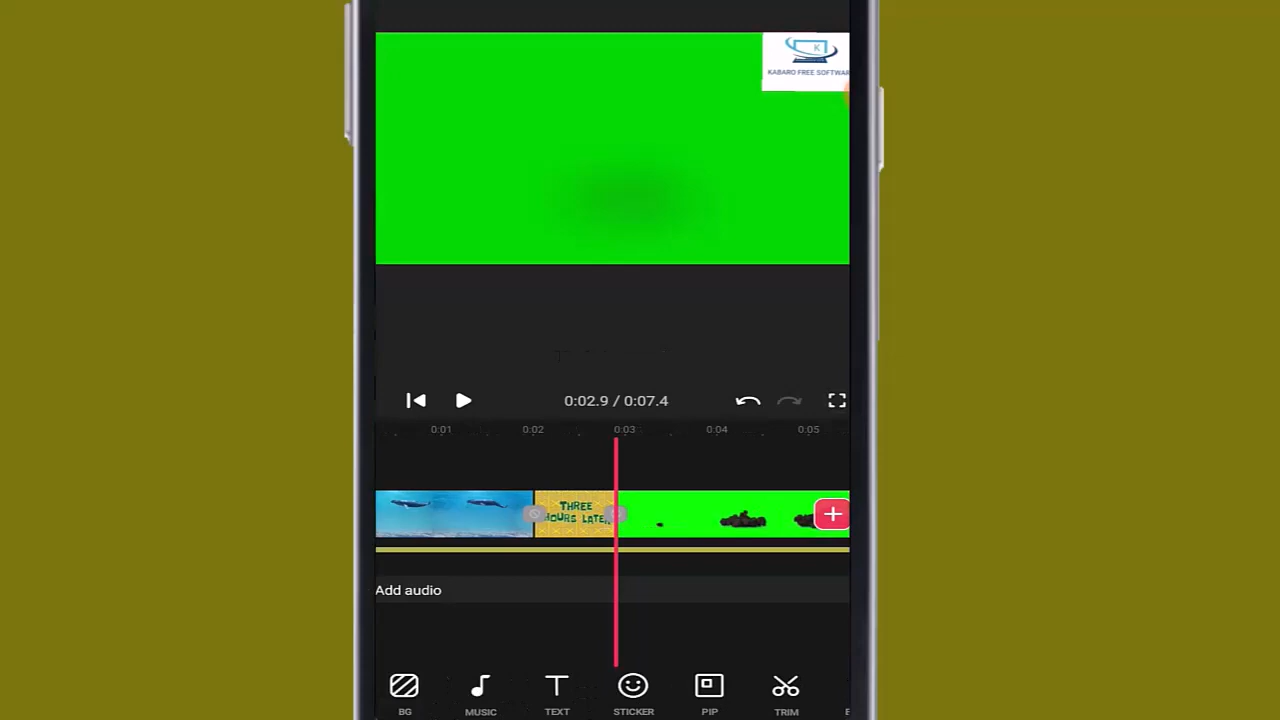 K
KABARO FREE SOFTWAR
0:02.9 / 0:07.4
0:01 0:02 0:03 0:04 0:05
THREE
HOURS LATER
Add audio
BG MUSIC TEXT STICKER PIP TRIM